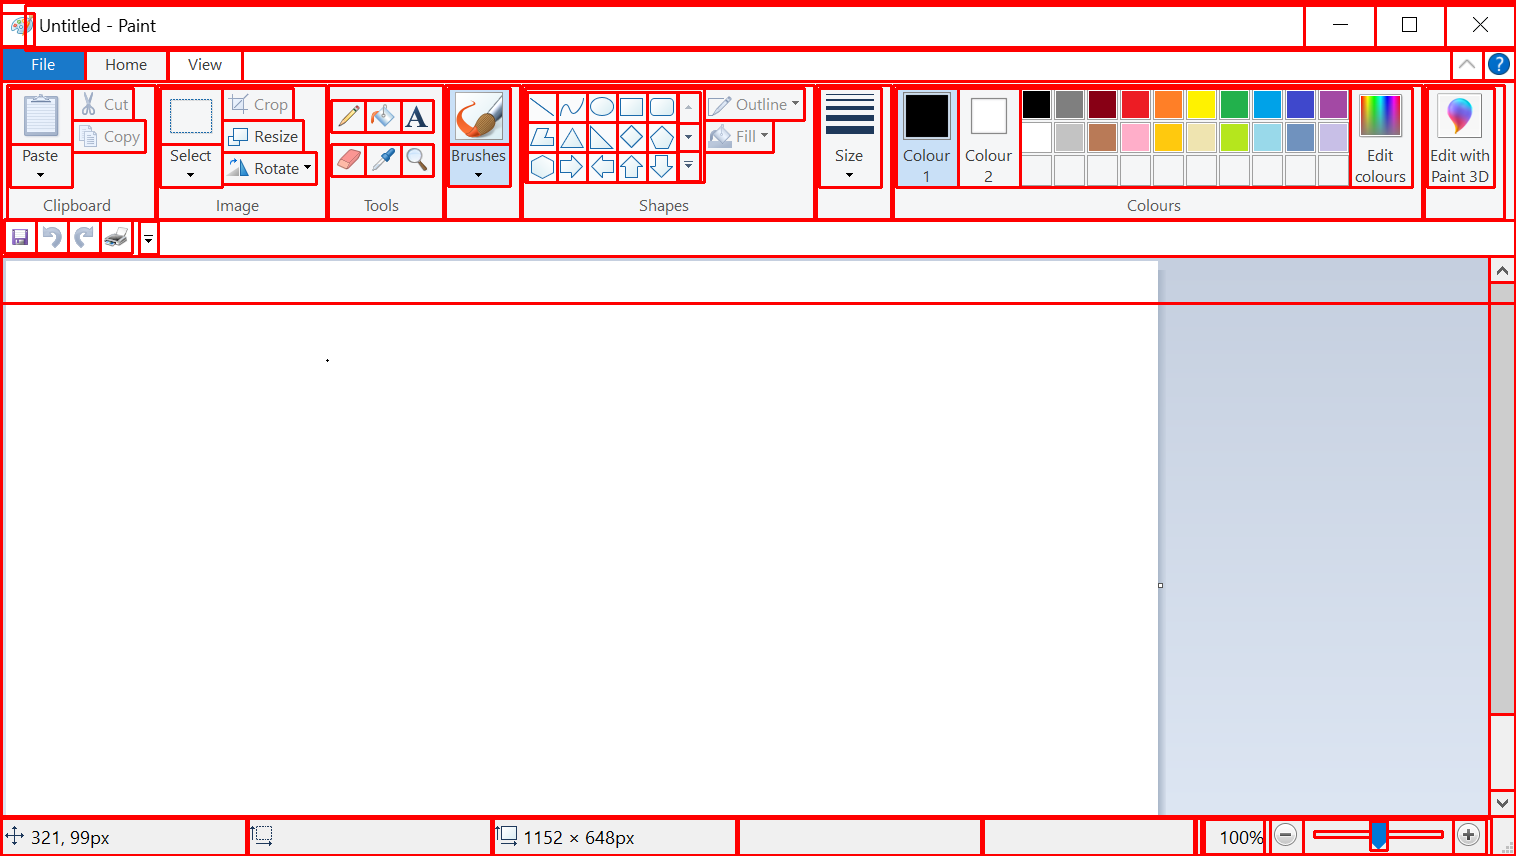 Untitled - Paint
File Home View ?
Cut Crop A Outline
Copy Resize Fill
Paste Select Rotate Brushes Size Colour 1 Colour 2 Edit colours Edit with Paint 3D
Clipboard Image Tools Shapes Colours
321, 99px 1152 × 648px 100%